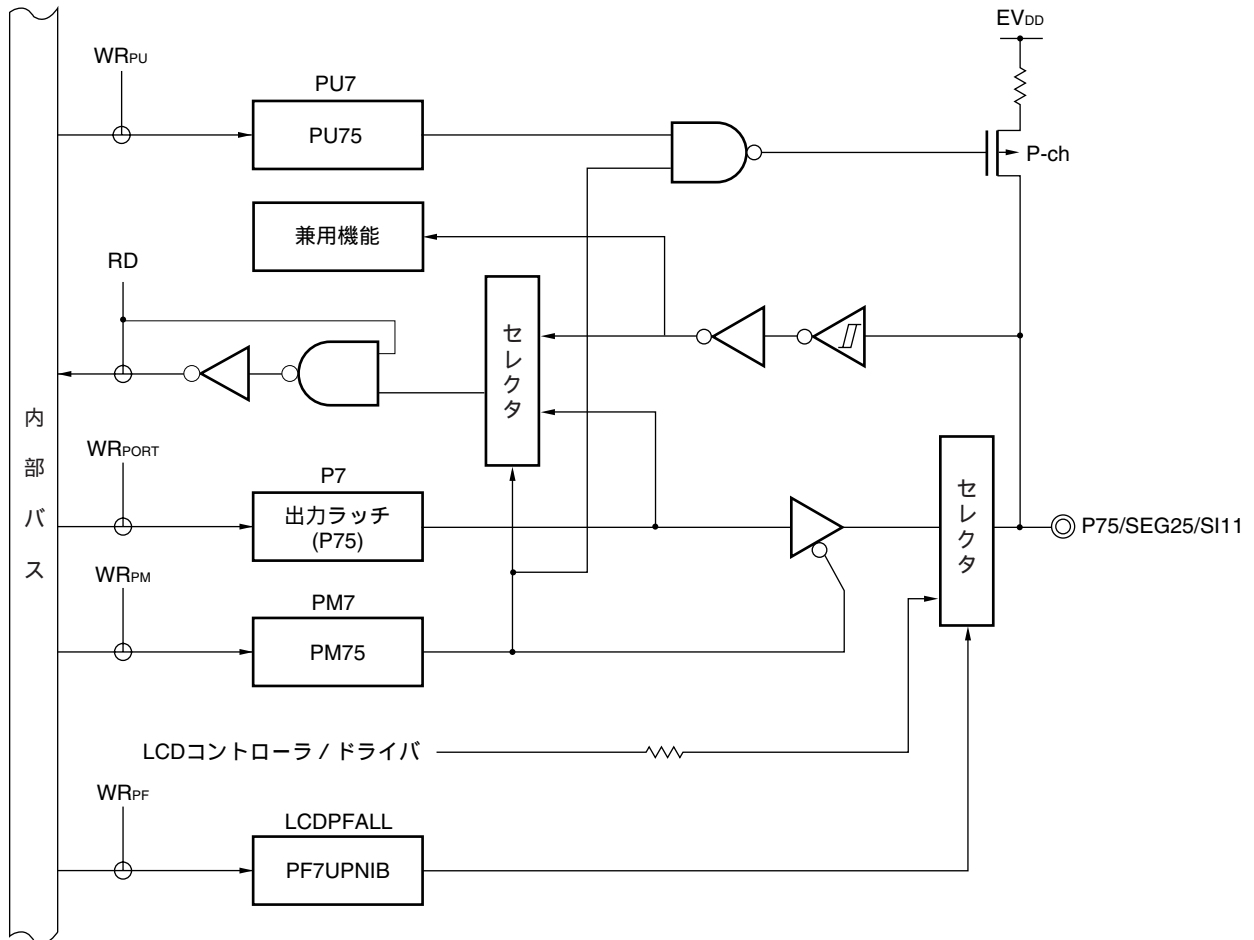 EVDD
WRPU
PU7
PU75
P-ch
兼用機能
RD
セレクタ
内部バス
WRPORT
P7
出力ラッチ
(P75)
セレクタ
P75/SEG25/SI11
WRPM
PM7
PM75
LCDコントローラ / ドライバ
WRPF
LCDPFALL
PF7UPNIB